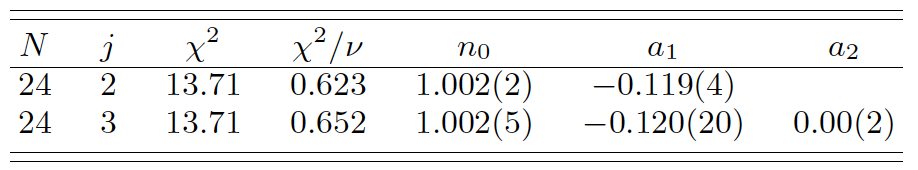 N j χ² χ²/ν n₀ a₁ a₂
24 2 13.71 0.623 1.002(2) −0.119(4)
24 3 13.71 0.652 1.002(5) −0.120(20) 0.00(2)